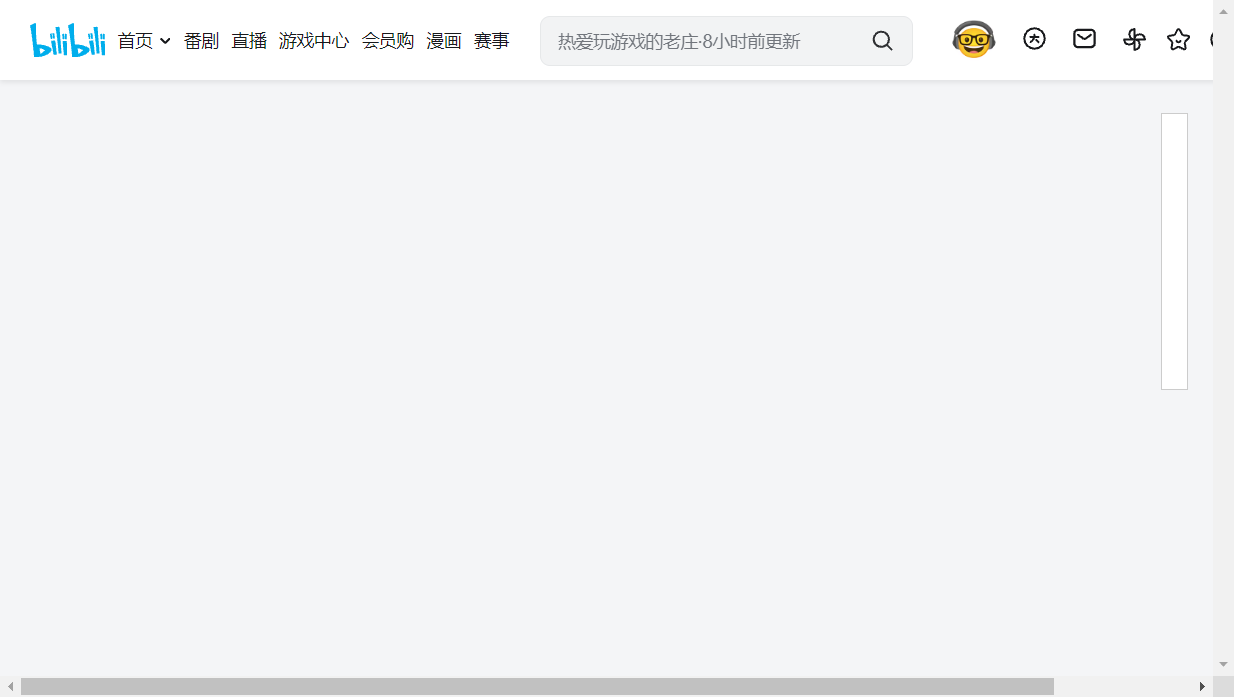 bilibili 首页 番剧 直播 游戏中心 会员购 漫画 赛事 热爱玩游戏的老庄·8小时前更新 大